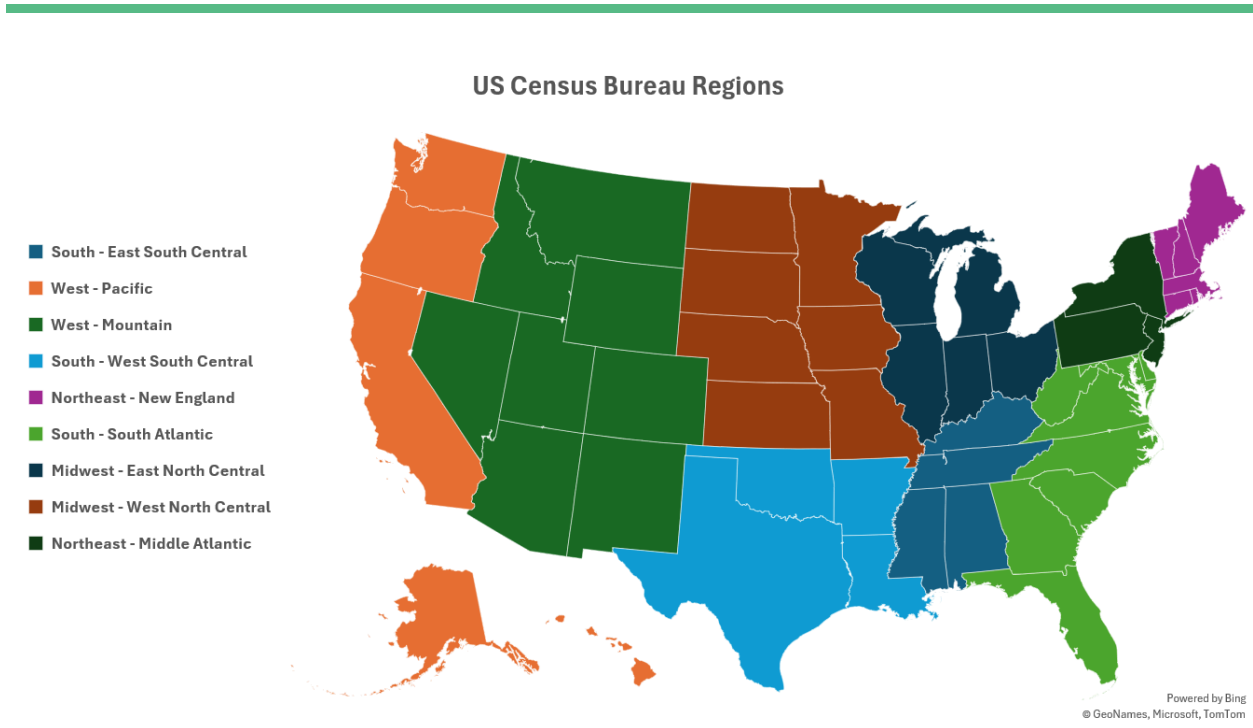 US Census Bureau Regions
South - East South Central
West - Pacific
West - Mountain
South - West South Central
Northeast - New England
South - South Atlantic
Midwest - East North Central
Midwest - West North Central
Northeast - Middle Atlantic
Powered by Bing
© GeoNames, Microsoft, TomTom